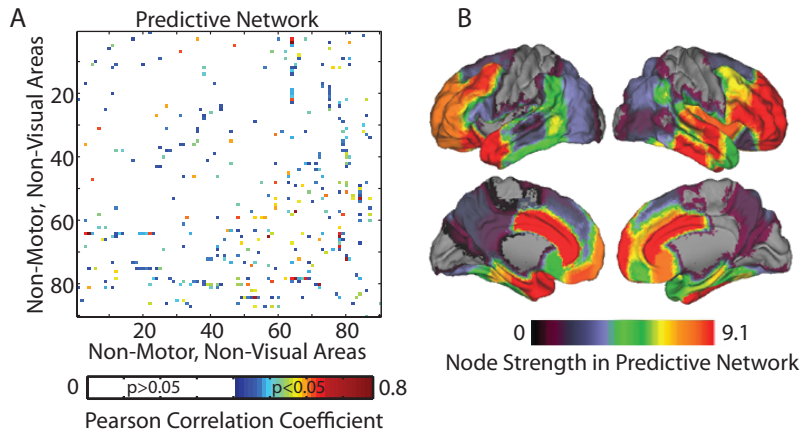 A
Predictive Network
Non-Motor, Non-Visual Areas
20
40
60
80
20 40 60 80
Non-Motor, Non-Visual Areas
0 p>0.05 p<0.05 0.8
Pearson Correlation Coefficient
B
0 9.1
Node Strength in Predictive Network